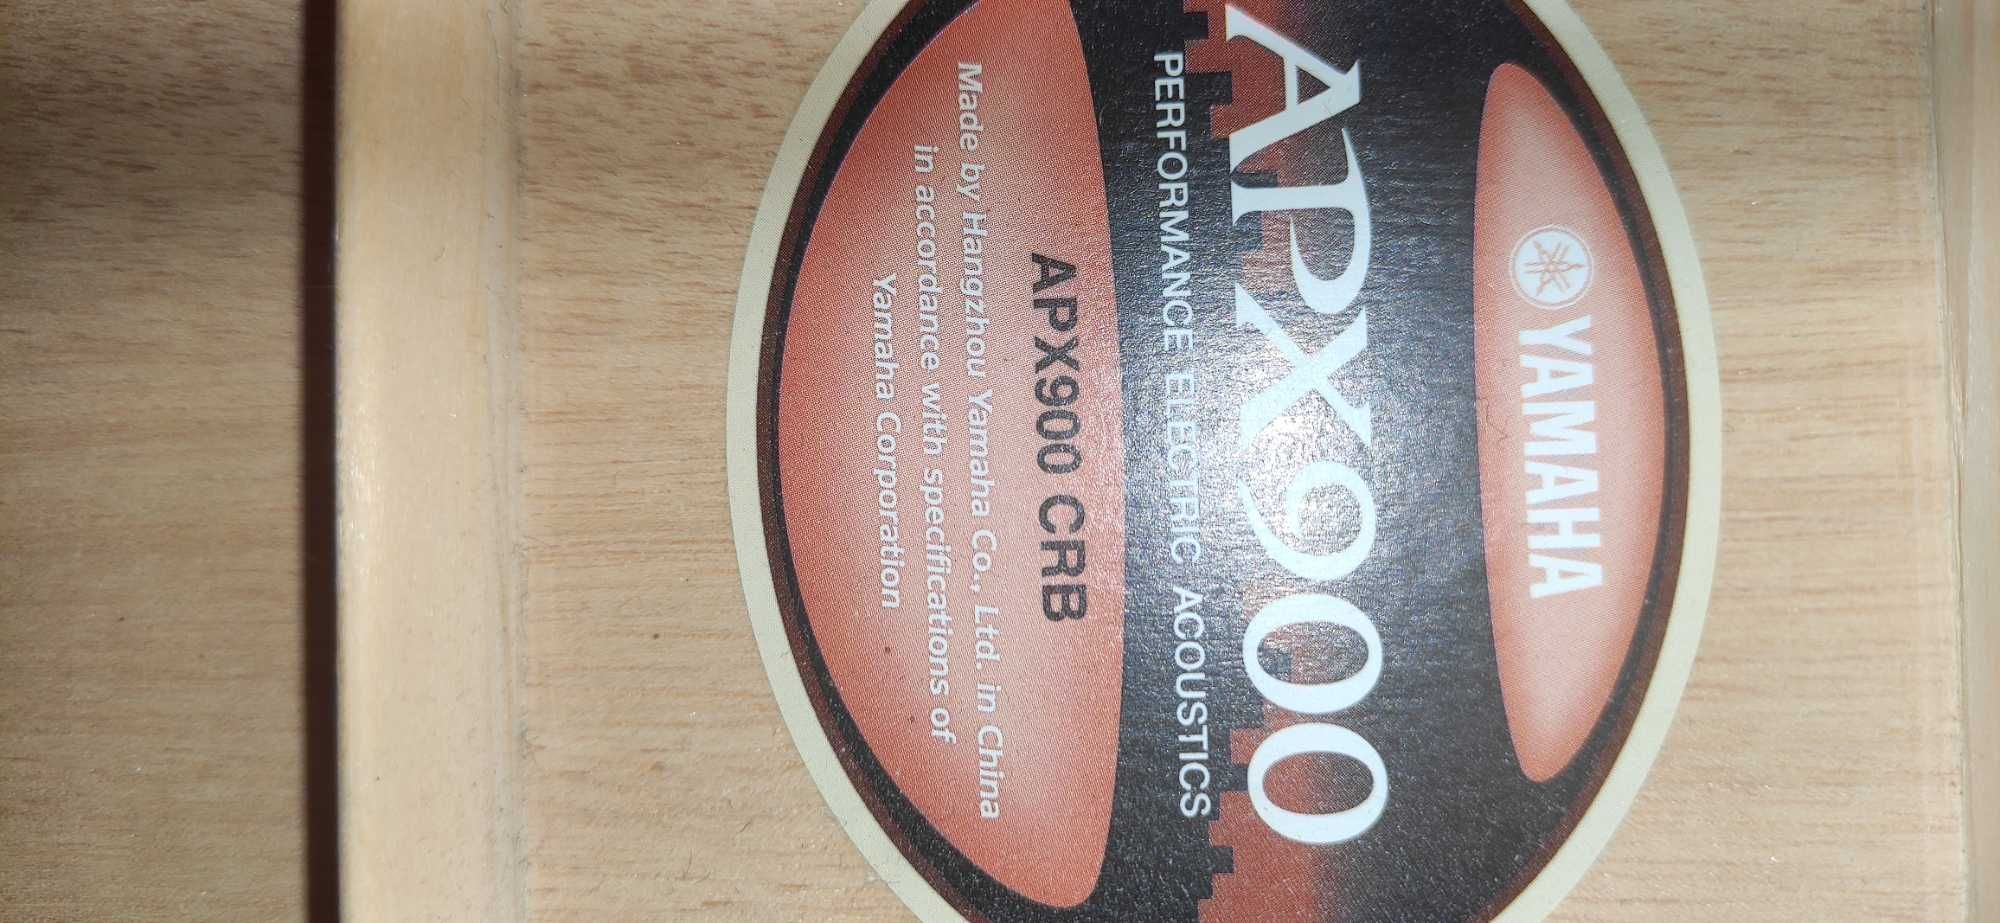 YAMAHA
APX900
PERFORMANCE ELECTRIC ACOUSTICS
APX900 CRB
Made by Hangzhou Yamaha Co., Ltd. in China
in accordance with specifications of
Yamaha Corporation